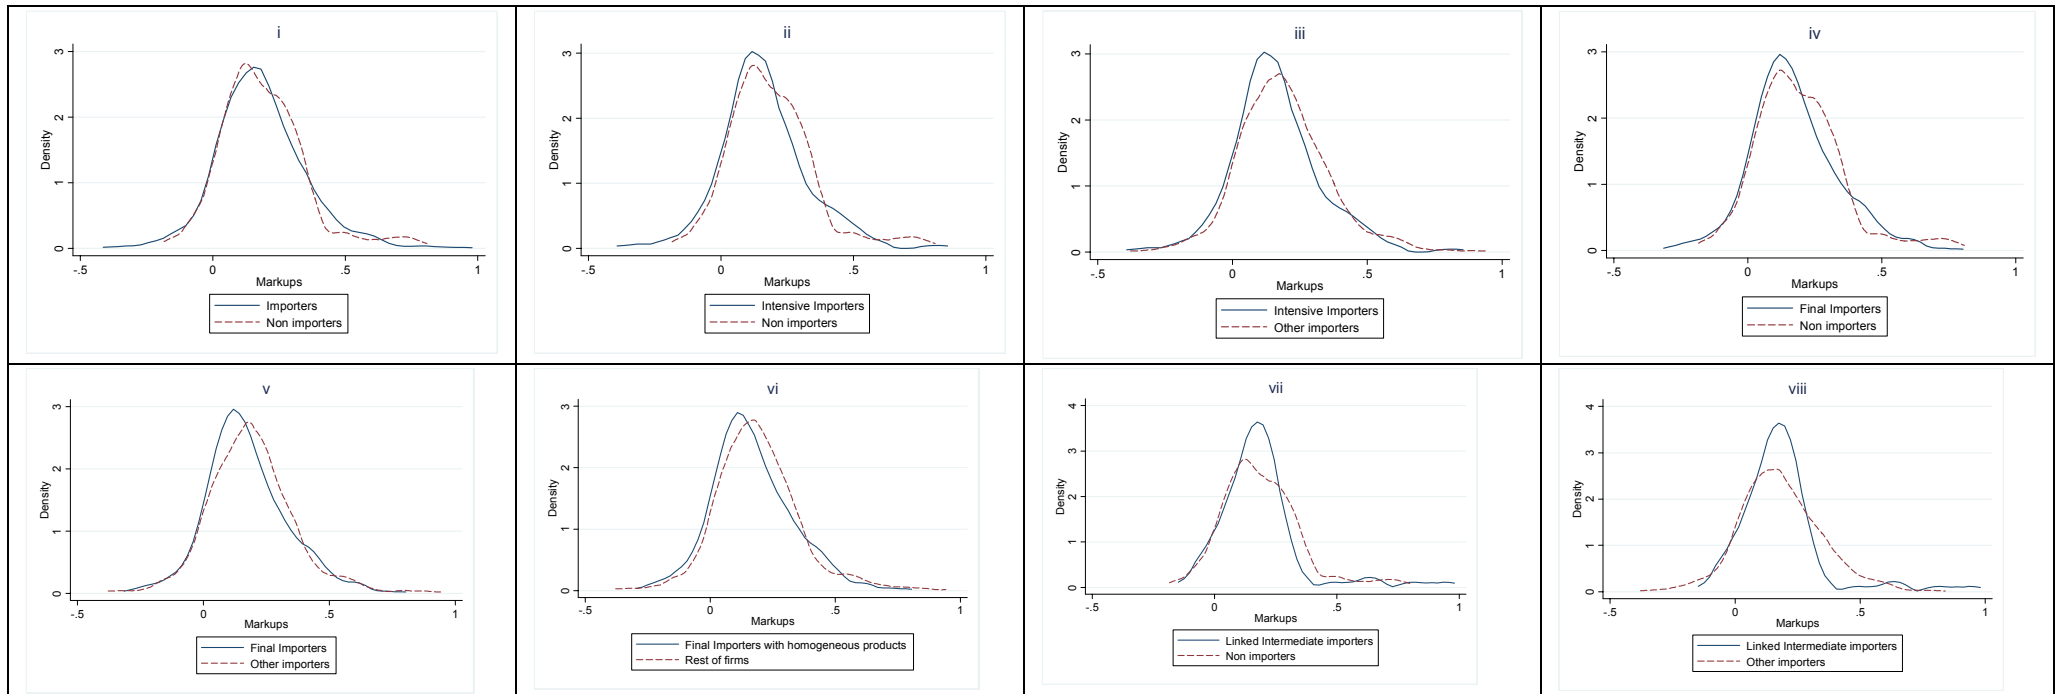 i
3
2
1
0
Density
-.5 0 .5 1
Markups
Importers
Non importers
ii
3
2
1
0
Density
-.5 0 .5 1
Markups
Intensive Importers
Non importers
iii
3
2
1
0
Density
-.5 0 .5 1
Markups
Intensive Importers
Other importers
iv
3
2
1
0
Density
-.5 0 .5 1
Markups
Final Importers
Non importers
v
3
2
1
0
Density
-.5 0 .5 1
Markups
Final Importers
Other importers
vi
3
2
1
0
Density
-.5 0 .5 1
Markups
Final Importers with homogeneous products
Rest of firms
vii
4
3
2
1
0
Density
-.5 0 .5 1
Markups
Linked Intermediate importers
Non importers
viii
4
3
2
1
0
Density
-.5 0 .5 1
Markups
Linked Intermediate importers
Other importers